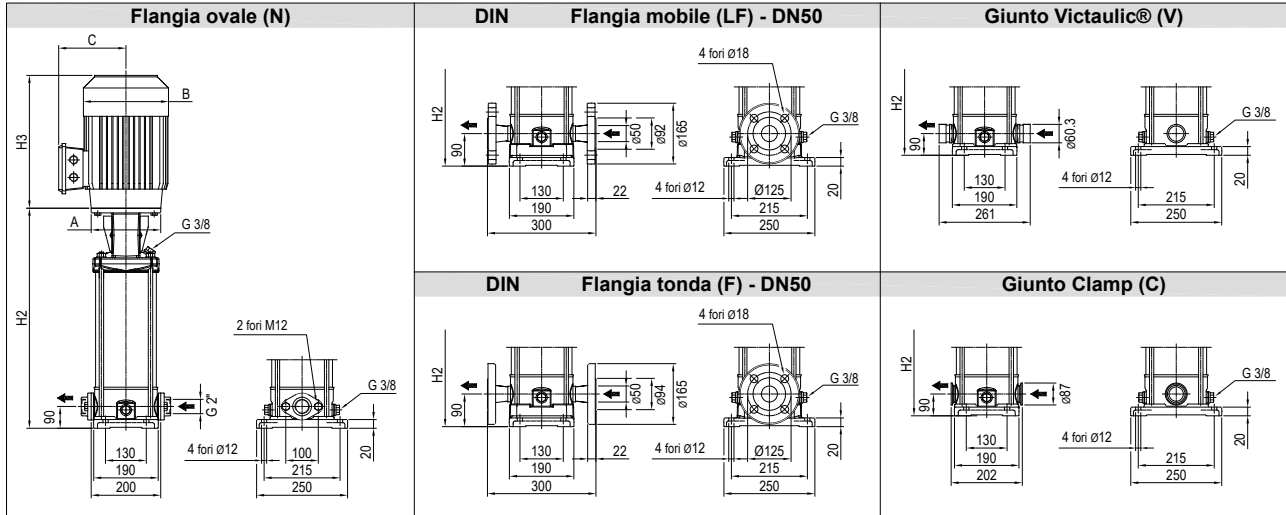 Flangia ovale (N)
C
B
H3
A
G 3/8
H2
2 fori M12
G 3/8
G 2"
90
20
4 fori Ø12
130
100
190
215
200
250
DIN Flangia mobile (LF) - DN50
4 fori Ø18
H2
G 3/8
90
Ø50
Ø92
Ø165
20
130
22
4 fori Ø12
Ø125
190
215
300
250
DIN Flangia tonda (F) - DN50
4 fori Ø18
H2
G 3/8
90
Ø50
Ø94
Ø165
20
130
22
4 fori Ø12
Ø125
190
215
300
250
Giunto Victaulic® (V)
H2
G 3/8
90
Ø60.3
20
130
4 fori Ø12
190
215
261
250
Giunto Clamp (C)
H2
G 3/8
90
Ø87
20
130
4 fori Ø12
190
215
202
250